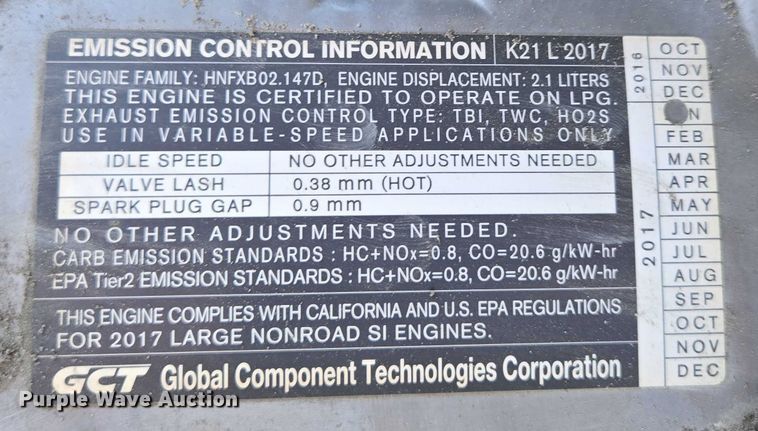 EMISSION CONTROL INFORMATION K21 L 2017
ENGINE FAMILY: HNFXB02.147D, ENGINE DISPLACEMENT: 2.1 LITERS
THIS ENGINE IS CERTIFIED TO OPERATE ON LPG.
EXHAUST EMISSION CONTROL TYPE: TBI, TWC, HO2S
USE IN VARIABLE-SPEED APPLICATIONS ONLY
IDLE SPEED NO OTHER ADJUSTMENTS NEEDED
VALVE LASH 0.38 mm (HOT)
SPARK PLUG GAP 0.9 mm
NO OTHER ADJUSTMENTS NEEDED.
CARB EMISSION STANDARDS : HC+NOx=0.8, CO=20.6 g/kW-hr
EPA Tier2 EMISSION STANDARDS : HC+NOx=0.8, CO=20.6 g/kW-hr
THIS ENGINE COMPLIES WITH CALIFORNIA AND U.S. EPA REGULATIONS
FOR 2017 LARGE NONROAD SI ENGINES.
GCT Global Component Technologies Corporation
2016
OCT
NOV
DEC
2017
FEB
MAR
APR
MAY
JUN
JUL
AUG
SEP
OCT
NOV
DEC
Purple Wave Auction